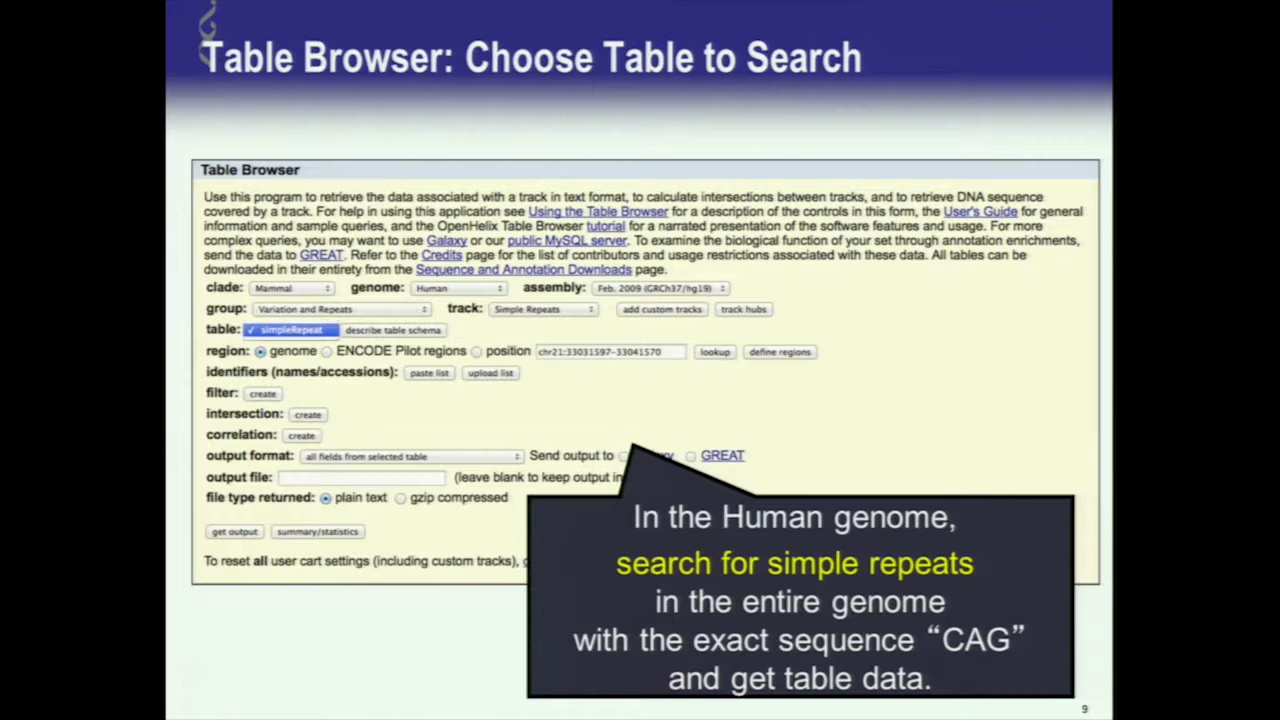 Table Browser: Choose Table to Search
Table Browser
Use this program to retrieve the data associated with a track in text format, to calculate intersections between tracks, and to retrieve DNA sequence
covered by a track. For help in using this application see Using the Table Browser for a description of the controls in this form, the User's Guide for general
information and sample queries, and the OpenHelix Table Browser tutorial for a narrated presentation of the software features and usage. For more
complex queries, you may want to use Galaxy or our public MySQL server. To examine the biological function of your set through annotation enrichments,
send the data to GREAT. Refer to the Credits page for the list of contributors and usage restrictions associated with these data. All tables can be
downloaded in their entirety from the Sequence and Annotation Downloads page.
clade: Mammal genome: Human assembly: Feb. 2009 (GRCh37/hg19)
group: Variation and Repeats track: Simple Repeats add custom tracks track hubs
table: ✓ simpleRepeat describe table schema
region: genome ENCODE Pilot regions position chr21:33031597-33041570 lookup define regions
identifiers (names/accessions): paste list upload list
filter: create
intersection: create
correlation: create
output format: all fields from selected table Send output to GREAT
output file: (leave blank to keep output in
file type returned: plain text gzip compressed
get output summary/statistics
To reset all user cart settings (including custom tracks),
In the Human genome,
search for simple repeats
in the entire genome
with the exact sequence “CAG”
and get table data.
9